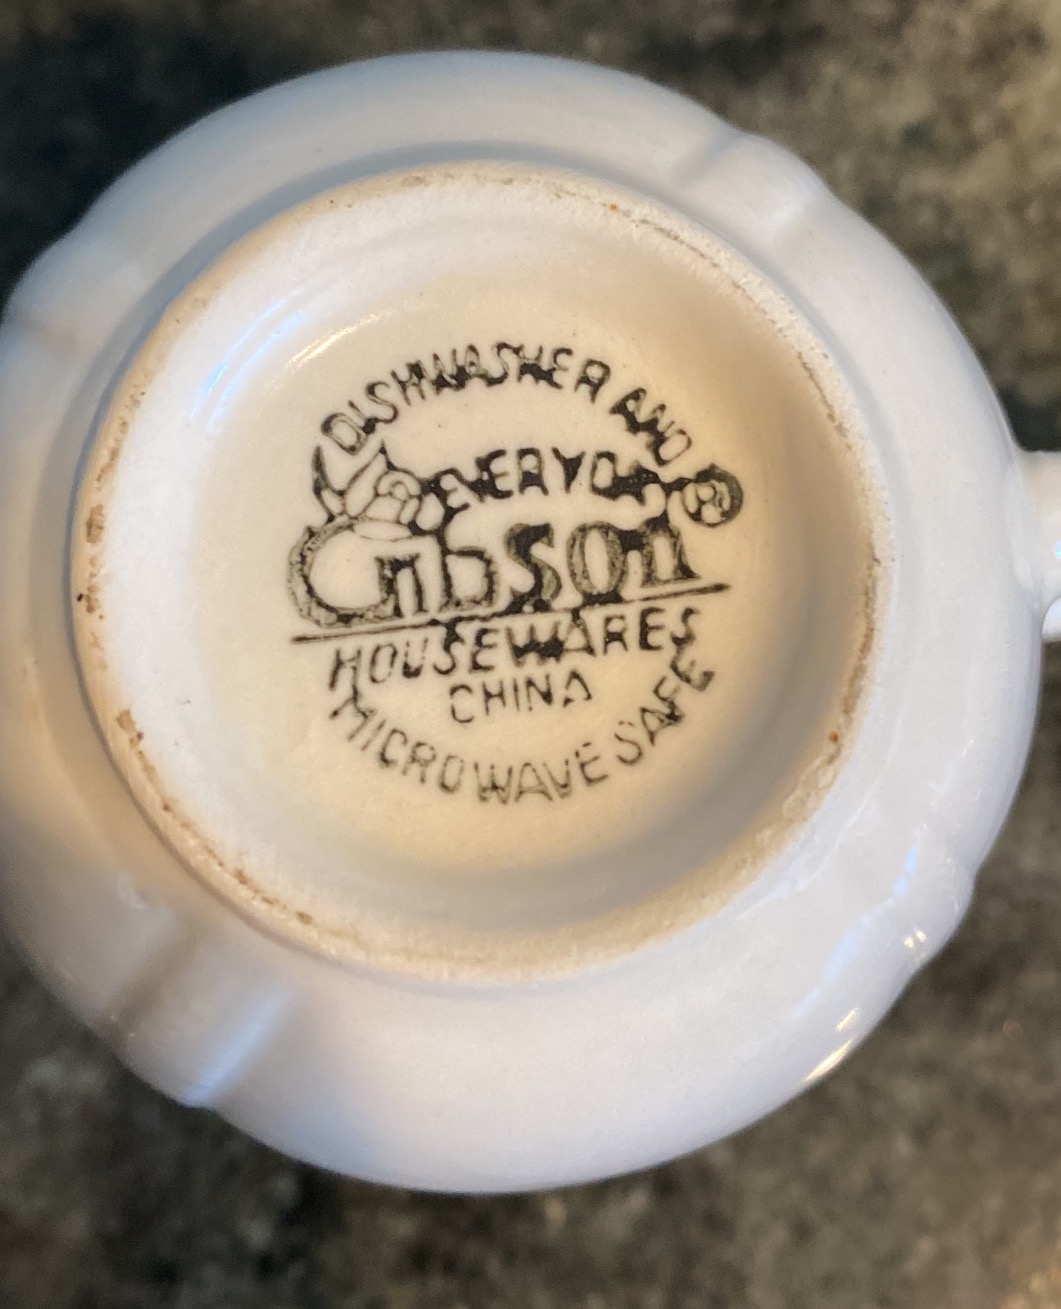 DISHWASHER AND
EVERYDAY
®
Gibson
HOUSEWARES
CHINA
MICROWAVE SAFE